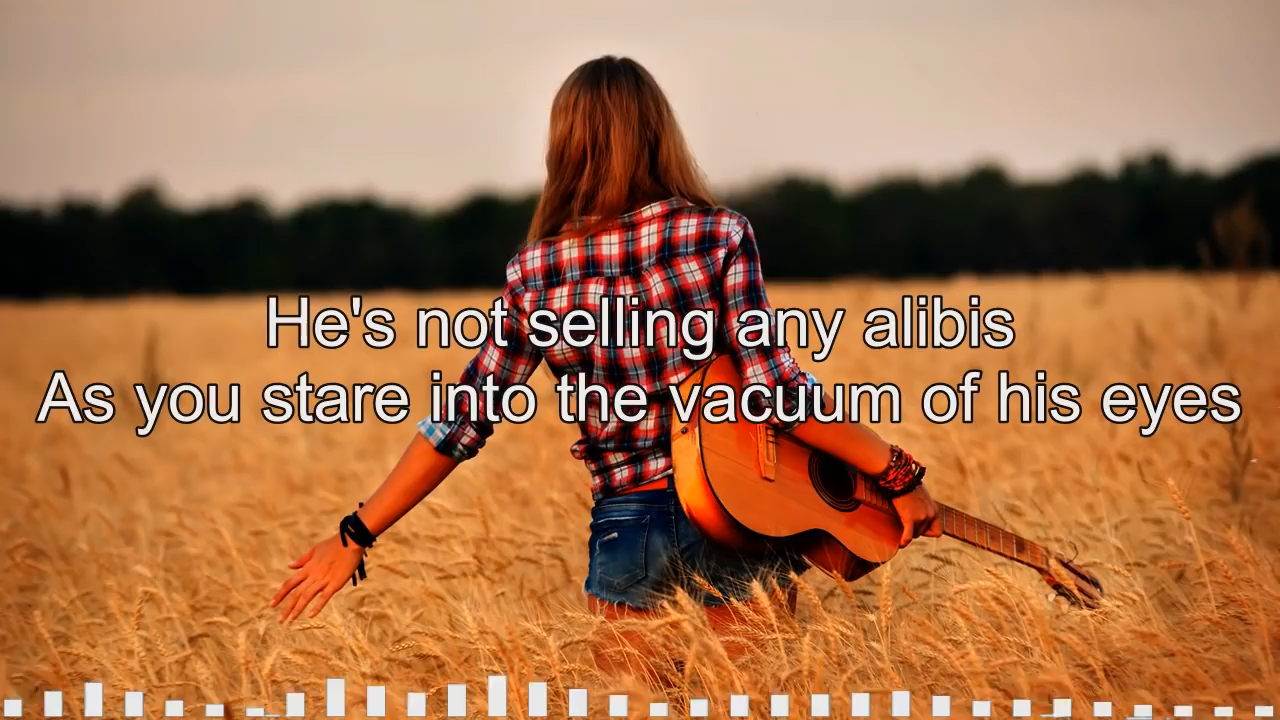 He's not selling any alibis
As you stare into the vacuum of his eyes